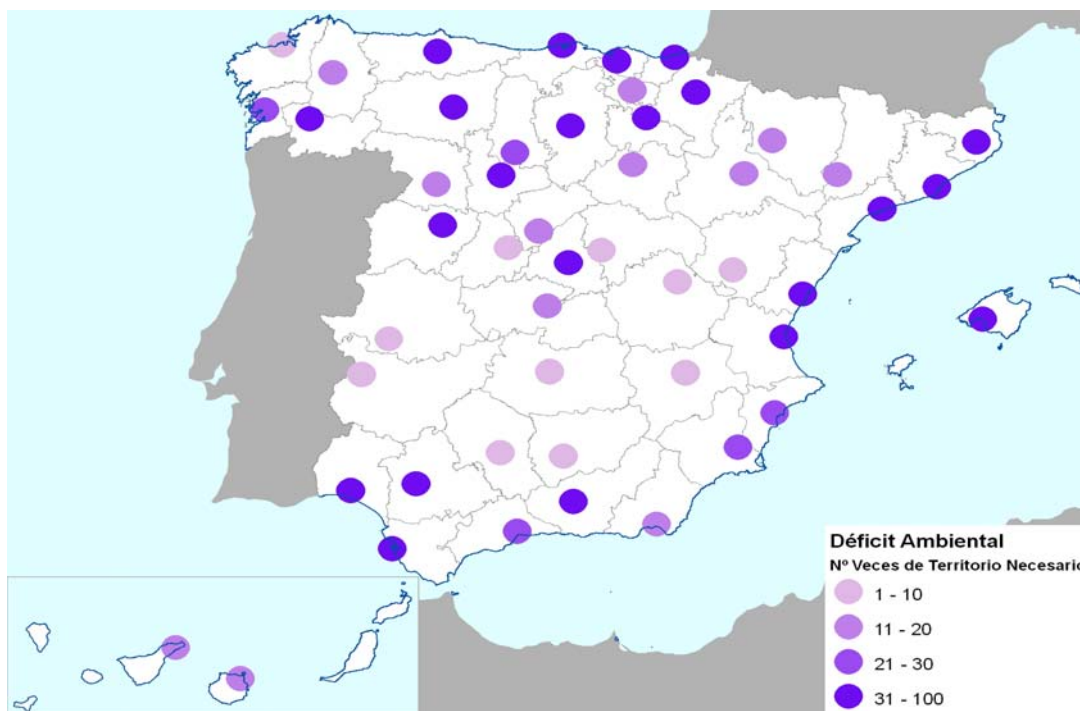 Déficit Ambiental
Nº Veces de Territorio Necesario
1 - 10
11 - 20
21 - 30
31 - 100